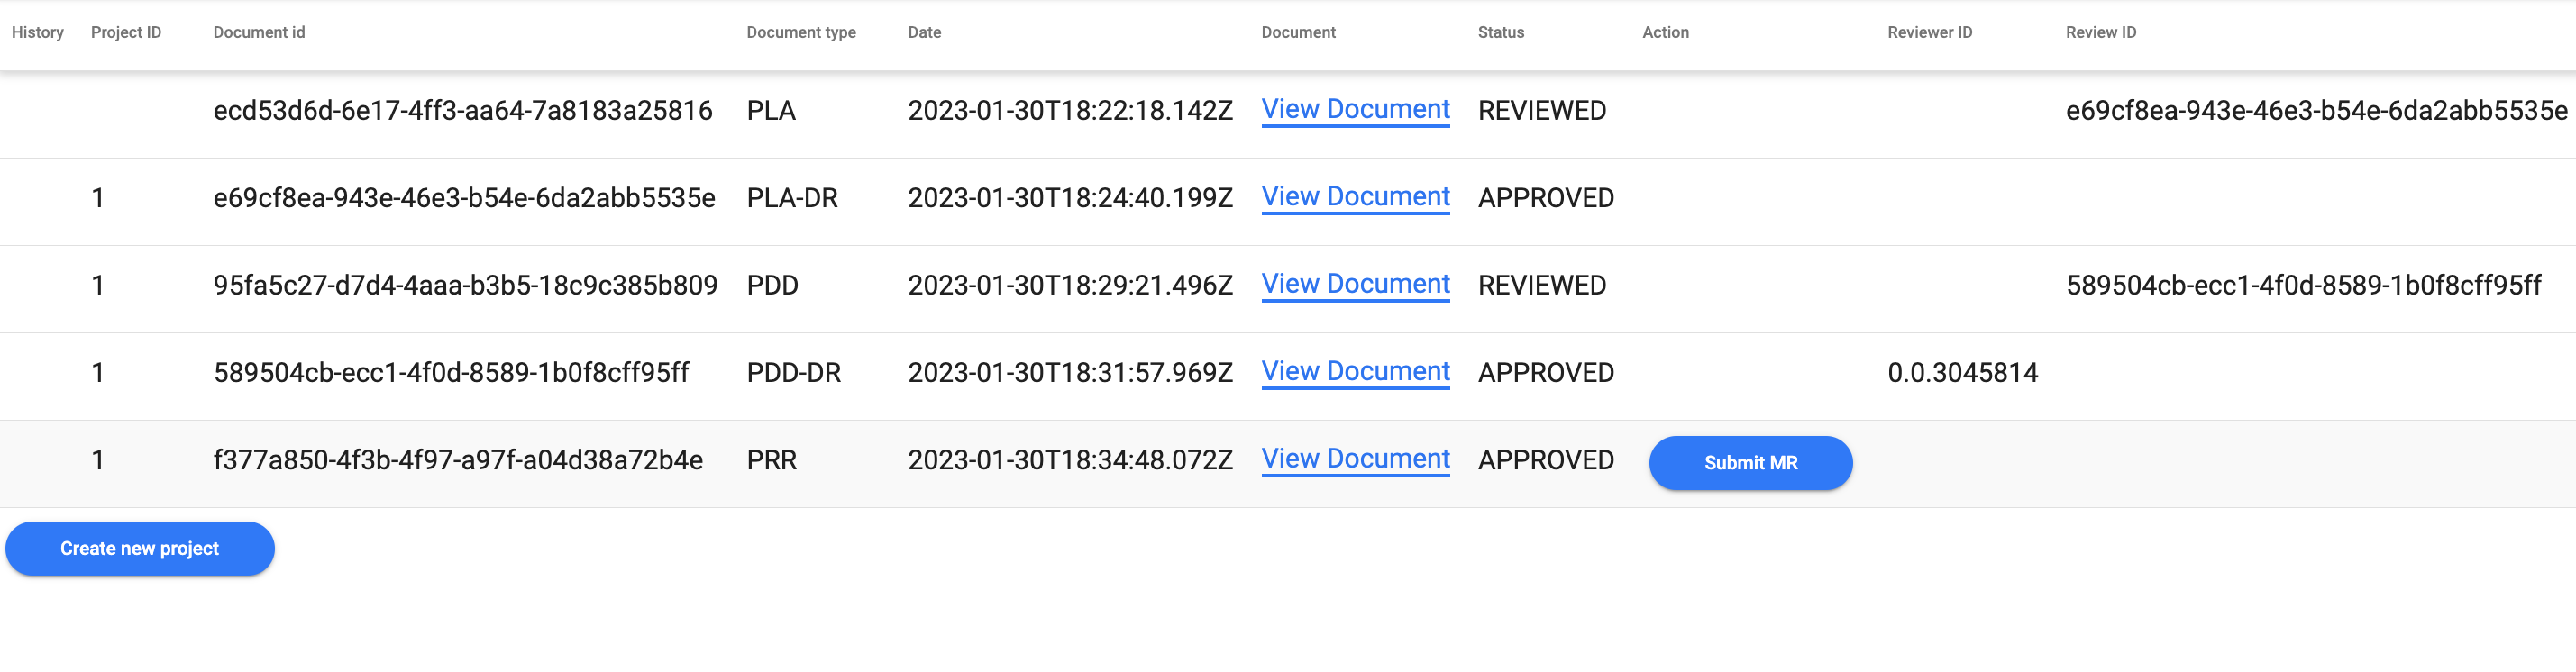 History Project ID Document id Document type Date Document Status Action Reviewer ID Review ID
ecd53d6d-6e17-4ff3-aa64-7a8183a25816 PLA 2023-01-30T18:22:18.142Z View Document REVIEWED e69cf8ea-943e-46e3-b54e-6da2abb5535e
1 e69cf8ea-943e-46e3-b54e-6da2abb5535e PLA-DR 2023-01-30T18:24:40.199Z View Document APPROVED
1 95fa5c27-d7d4-4aaa-b3b5-18c9c385b809 PDD 2023-01-30T18:29:21.496Z View Document REVIEWED 589504cb-ecc1-4f0d-8589-1b0f8cff95ff
1 589504cb-ecc1-4f0d-8589-1b0f8cff95ff PDD-DR 2023-01-30T18:31:57.969Z View Document APPROVED 0.0.3045814
1 f377a850-4f3b-4f97-a97f-a04d38a72b4e PRR 2023-01-30T18:34:48.072Z View Document APPROVED Submit MR
Create new project